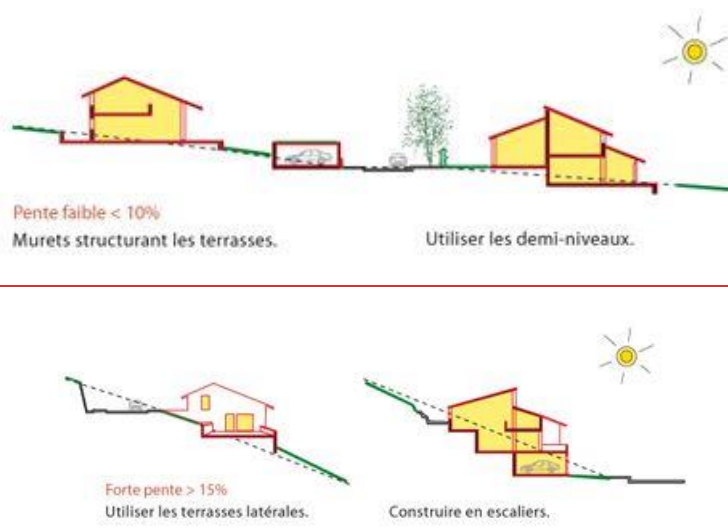 Pente faible < 10%
Murets structurant les terrasses.
Utiliser les demi-niveaux.
Forte pente > 15%
Utiliser les terrasses latérales.
Construire en escaliers.